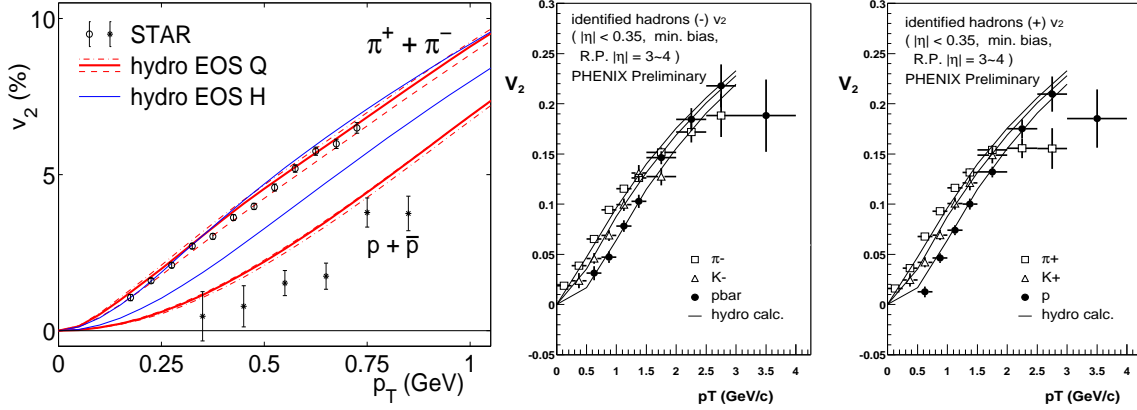 v₂ (%)
10
5
0
STAR
hydro EOS Q
hydro EOS H
π⁺ + π⁻
p + p̅
0 0.25 0.5 0.75 1
p_T (GeV)
V₂
0.3
0.25
0.2
0.15
0.1
0.05
0
-0.05
identified hadrons (-) v₂
( |η| < 0.35, min. bias,
R.P. |η| = 3~4 )
PHENIX Preliminary
π-
K-
pbar
hydro calc.
0 0.5 1 1.5 2 2.5 3 3.5 4
pT (GeV/c)
V₂
0.3
0.25
0.2
0.15
0.1
0.05
0
-0.05
identified hadrons (+) v₂
( |η| < 0.35, min. bias,
R.P. |η| = 3~4 )
PHENIX Preliminary
π+
K+
p
hydro calc.
0 0.5 1 1.5 2 2.5 3 3.5 4
pT (GeV/c)